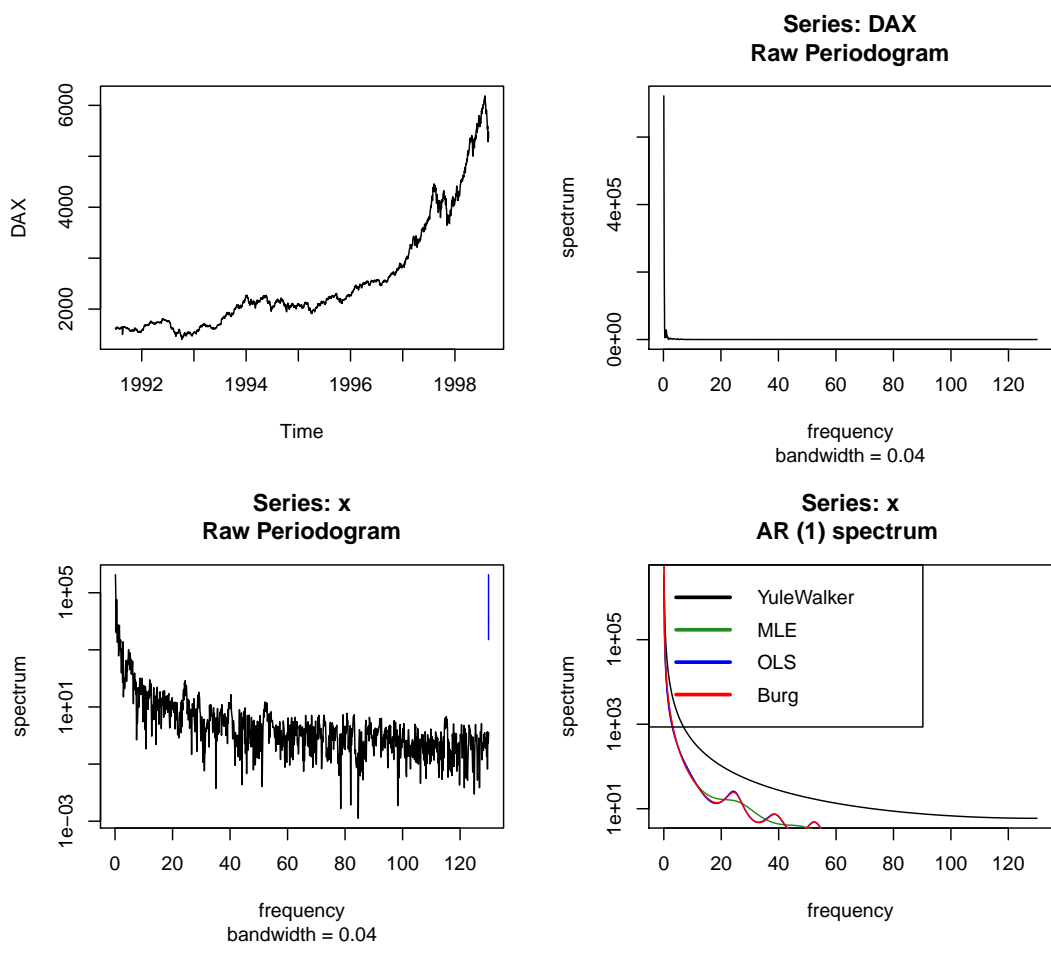 DAX
2000
4000
6000
1992
1994
1996
1998
Time
Series: DAX
Raw Periodogram
spectrum
0e+00
4e+05
0
20
40
60
80
100
120
frequency
bandwidth = 0.04
Series: x
Raw Periodogram
spectrum
1e−03
1e+01
1e+05
0
20
40
60
80
100
120
frequency
bandwidth = 0.04
Series: x
AR (1) spectrum
spectrum
1e+01
1e+03
1e+05
YuleWalker
MLE
OLS
Burg
0
20
40
60
80
100
120
frequency